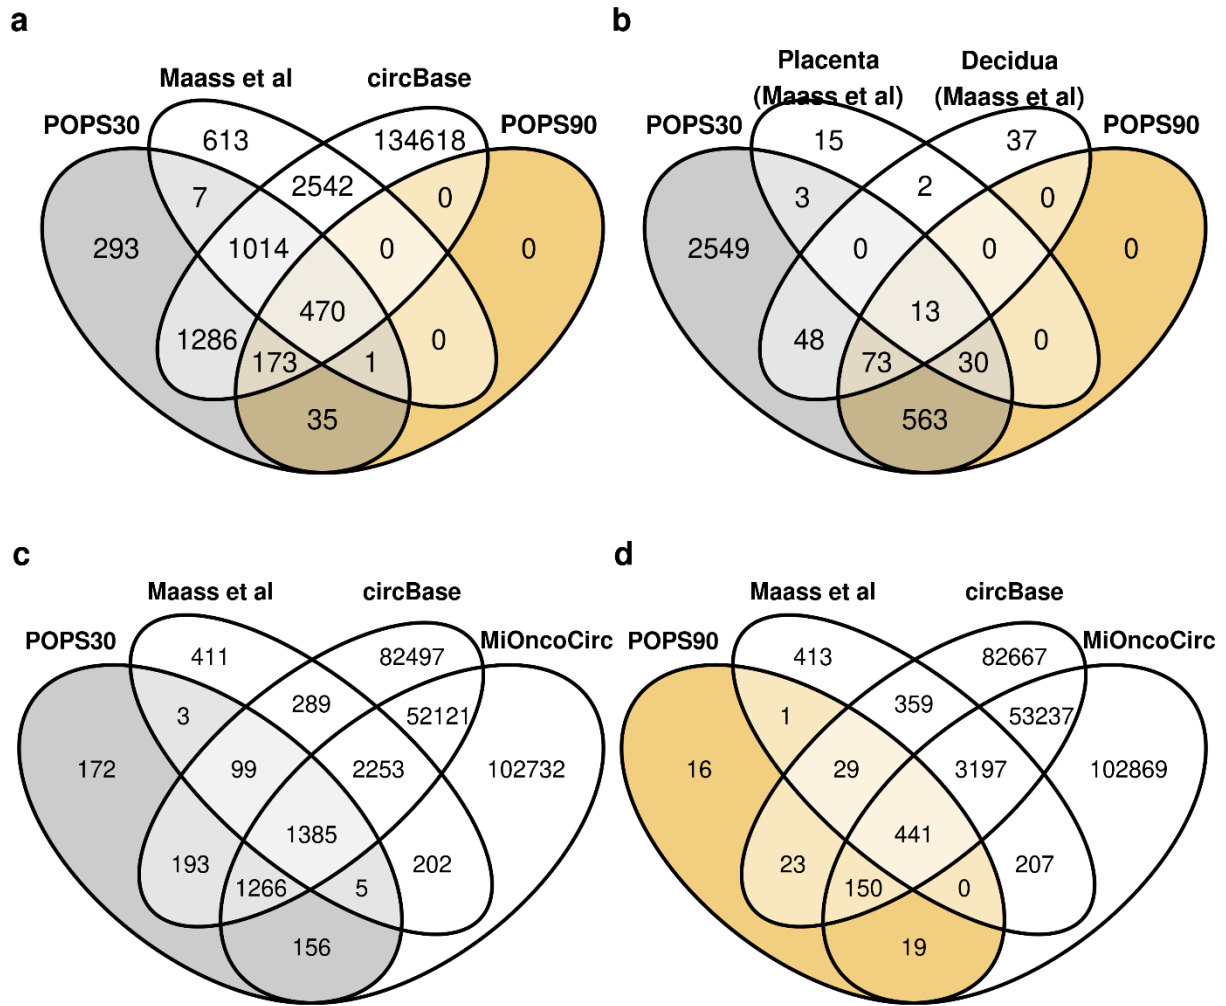 a
Maass et al circBase
POPS30 POPS90
613 134618
7 2542 0
293 1014 0 0
470
1286 173 1 0
35
b
Placenta Decidua
(Maass et al) (Maass et al)
POPS30 POPS90
15 37
3 2 0
2549 0 0 0
13
48 73 30 0
563
c
Maass et al circBase
POPS30 MiOncoCirc
411 82497
3 289 52121
172 99 2253 102732
1385
193 1266 5 202
156
d
Maass et al circBase
POPS90 MiOncoCirc
413 82667
1 359 53237
16 29 3197 102869
441
23 150 0 207
19